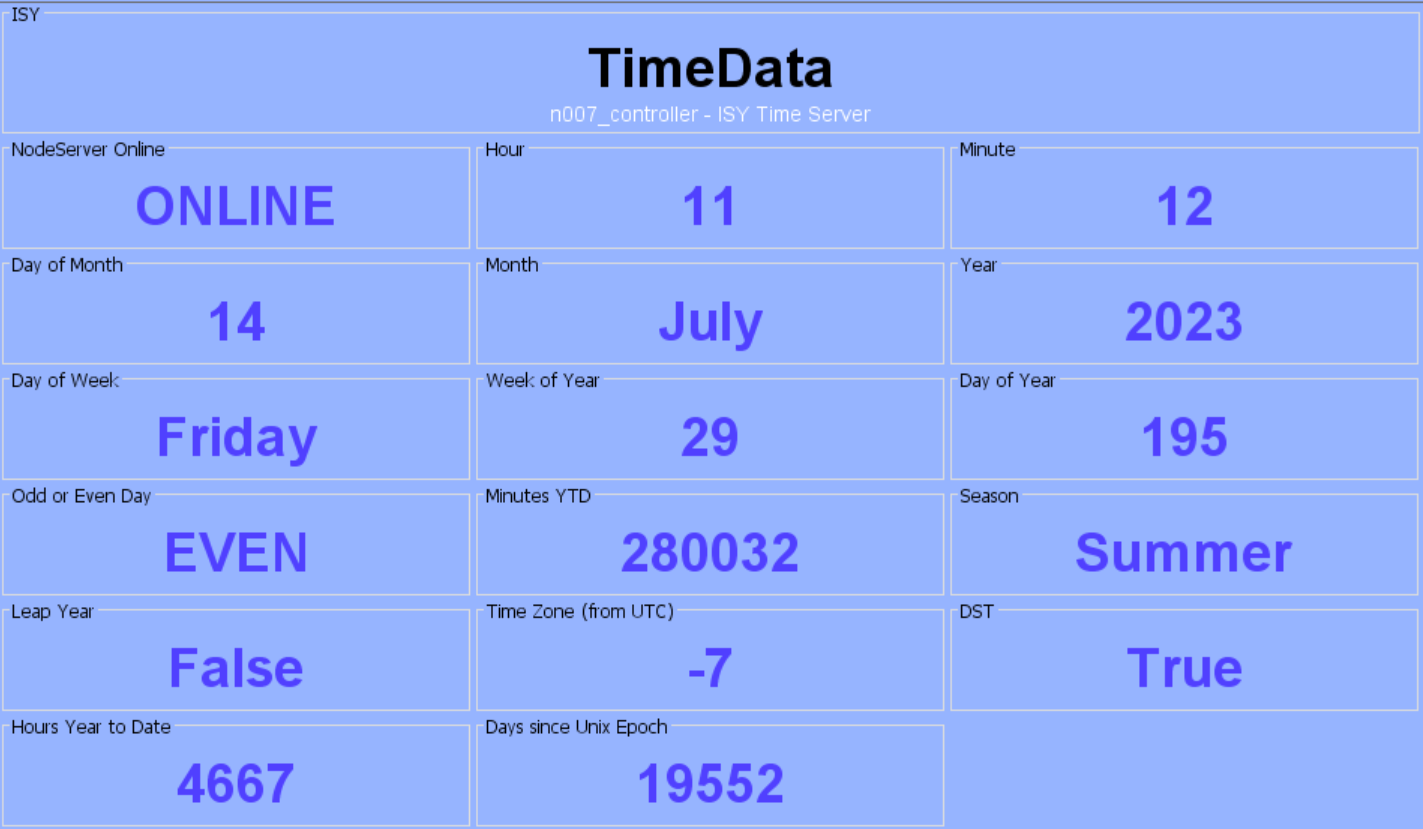 ISY
TimeData
n007_controller - ISY Time Server
NodeServer Online
ONLINE
Hour
11
Minute
12
Day of Month
14
Month
July
Year
2023
Day of Week
Friday
Week of Year
29
Day of Year
195
Odd or Even Day
EVEN
Minutes YTD
280032
Season
Summer
Leap Year
False
Time Zone (from UTC)
-7
DST
True
Hours Year to Date
4667
Days since Unix Epoch
19552